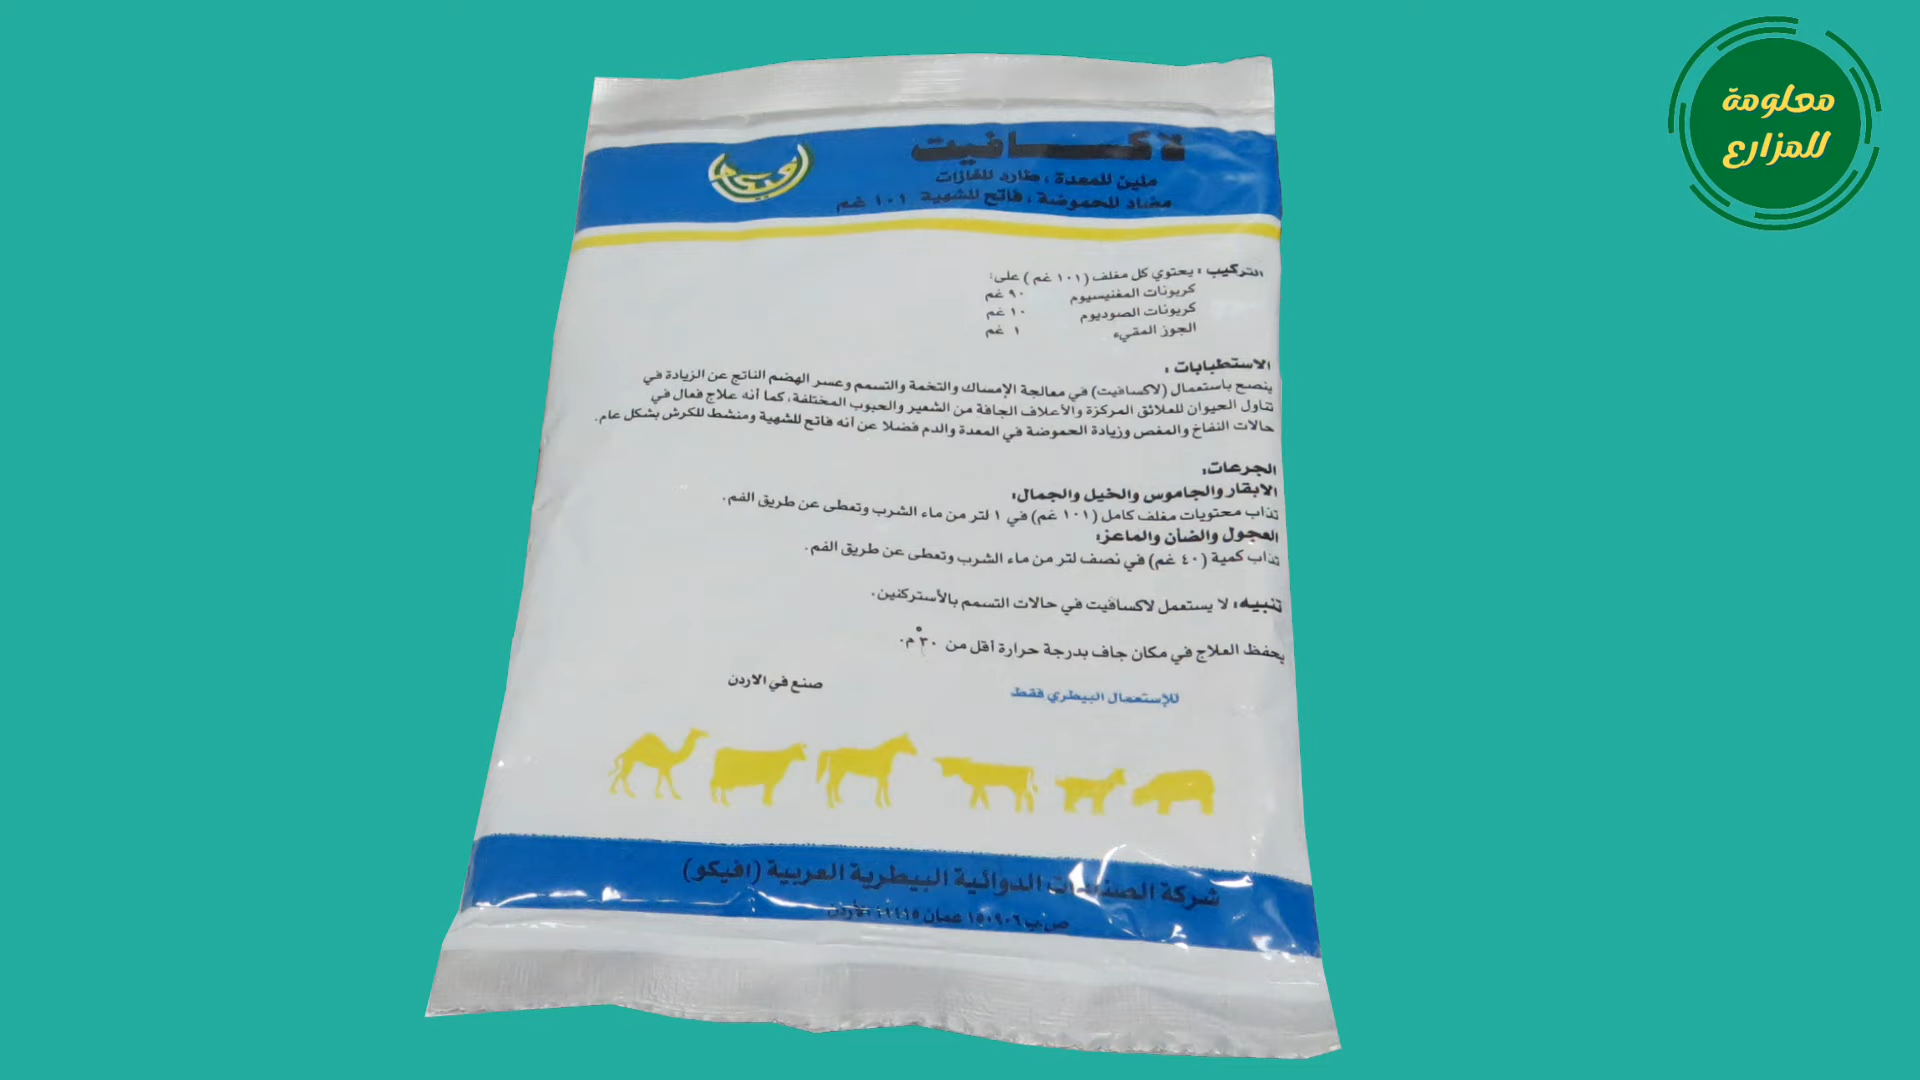 معلومة
للمزارع
لاكسافيت
افيكو
ملين للمعدة ، طارد للغازات
مضاد للحموضة ، فاتح للشهية ١٠١ غم
التركيب : يحتوي كل مغلف (١٠١ غم ) على:
كربونات المغنيسيوم ٩٠ غم
كربونات الصوديوم ١٠ غم
الجوز المقيء ١ غم
الاستطبابات :
ينصح باستعمال (لاكسافيت) في معالجة الإمساك والتخمة والتسمم وعسر الهضم الناتج عن الزيادة في
تناول الحيوان للعلائق المركزة والأعلاف الجافة من الشعير والحبوب المختلفة، كما أنه علاج فعال في
حالات النفاخ والمغص وزيادة الحموضة في المعدة والدم فضلا عن أنه فاتح للشهية ومنشط للكرش بشكل عام.
الجرعات:
الابقار والجاموس والخيل والجمال:
تذاب محتويات مغلف كامل (١٠١ غم) في ١ لتر من ماء الشرب وتعطى عن طريق الفم.
العجول والضأن والماعز:
تذاب كمية (٤٠ غم) في نصف لتر من ماء الشرب وتعطى عن طريق الفم.
تنبيه: لا يستعمل لاكسافيت في حالات التسمم بالأستركنين.
يحفظ العلاج في مكان جاف بدرجة حرارة أقل من ٣٠°م.
للإستعمال البيطري فقط
صنع في الاردن
شركة الصناعات الدوائية البيطرية العربية (افيكو)
ص.ب ١٥٠٩٠٦ عمان الأردن